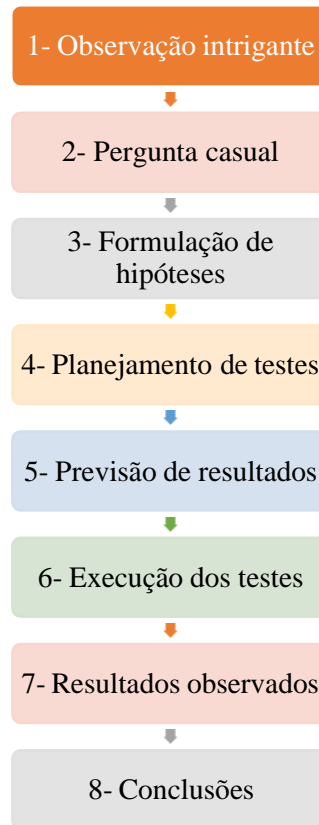 1- Observação intrigante
2- Pergunta casual
3- Formulação de
hipóteses
4- Planejamento de testes
5- Previsão de resultados
6- Execução dos testes
7- Resultados observados
8- Conclusões